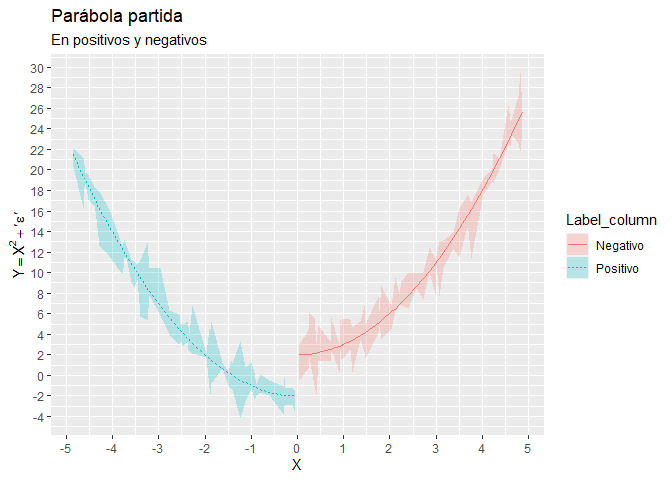 Parábola partida
En positivos y negativos
30
28
26
24
22
20
18
16
14
12
10
8
6
4
2
0
-2
-4
Y = X² + ′ε′
-5 -4 -3 -2 -1 0 1 2 3 4 5
X
Label_column
Negativo
Positivo